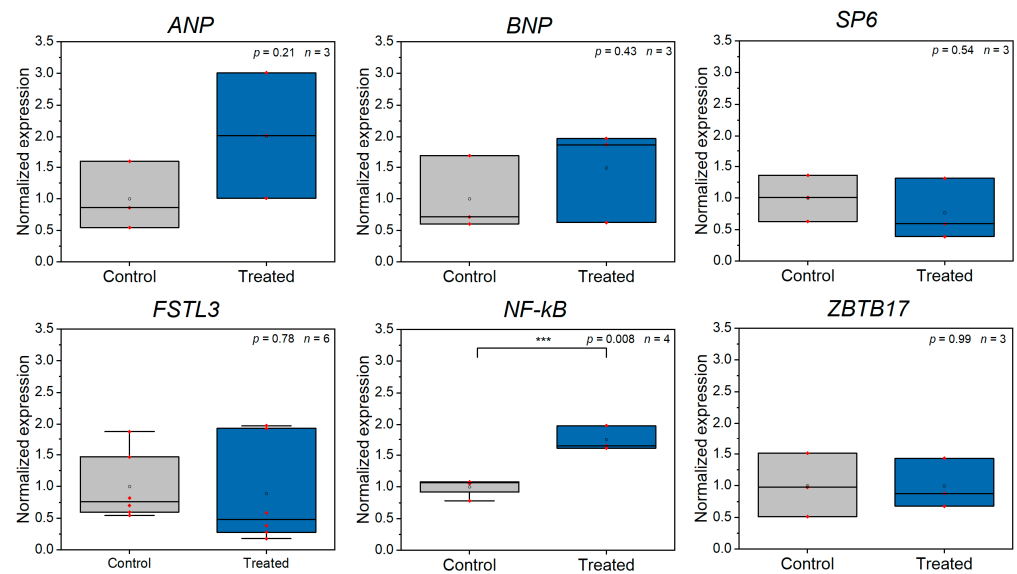 ANP
p = 0.21 n = 3
Normalized expression
3.5
3.0
2.5
2.0
1.5
1.0
0.5
0.0
Control Treated
BNP
p = 0.43 n = 3
Normalized expression
3.5
3.0
2.5
2.0
1.5
1.0
0.5
0.0
Control Treated
SP6
p = 0.54 n = 3
Normalized expression
3.5
3.0
2.5
2.0
1.5
1.0
0.5
0.0
Control Treated
FSTL3
p = 0.78 n = 6
Normalized expression
3.5
3.0
2.5
2.0
1.5
1.0
0.5
0.0
Control Treated
NF-kB
*** p = 0.008 n = 4
Normalized expression
3.5
3.0
2.5
2.0
1.5
1.0
0.5
0.0
Control Treated
ZBTB17
p = 0.99 n = 3
Normalized expression
3.5
3.0
2.5
2.0
1.5
1.0
0.5
0.0
Control Treated